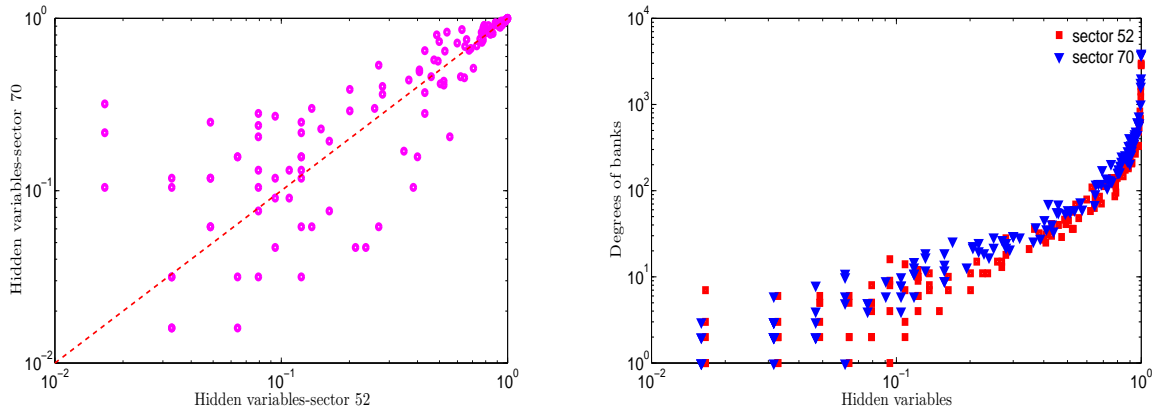 10^0
10^-1
10^-2
10^-2
10^-1
10^0
Hidden variables-sector 70
Hidden variables-sector 52
10^4
10^3
10^2
10^1
10^0
10^-2
10^-1
10^0
Degrees of banks
Hidden variables
sector 52
sector 70